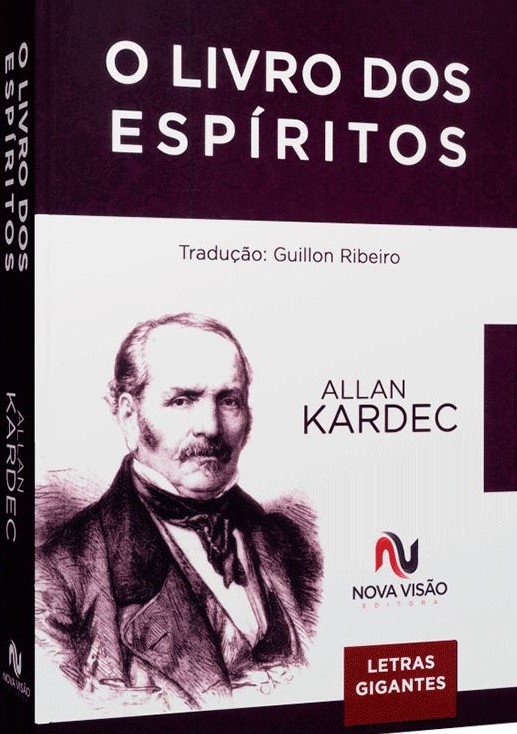 O LIVRO DOS
ESPÍRITOS
Tradução: Guillon Ribeiro
ALLAN
KARDEC
NOVA VISÃO
EDITORA
LETRAS
GIGANTES
O LIVRO DOS
ESPÍRITOS
ALLAN
KARDEC
NOVA VISÃO